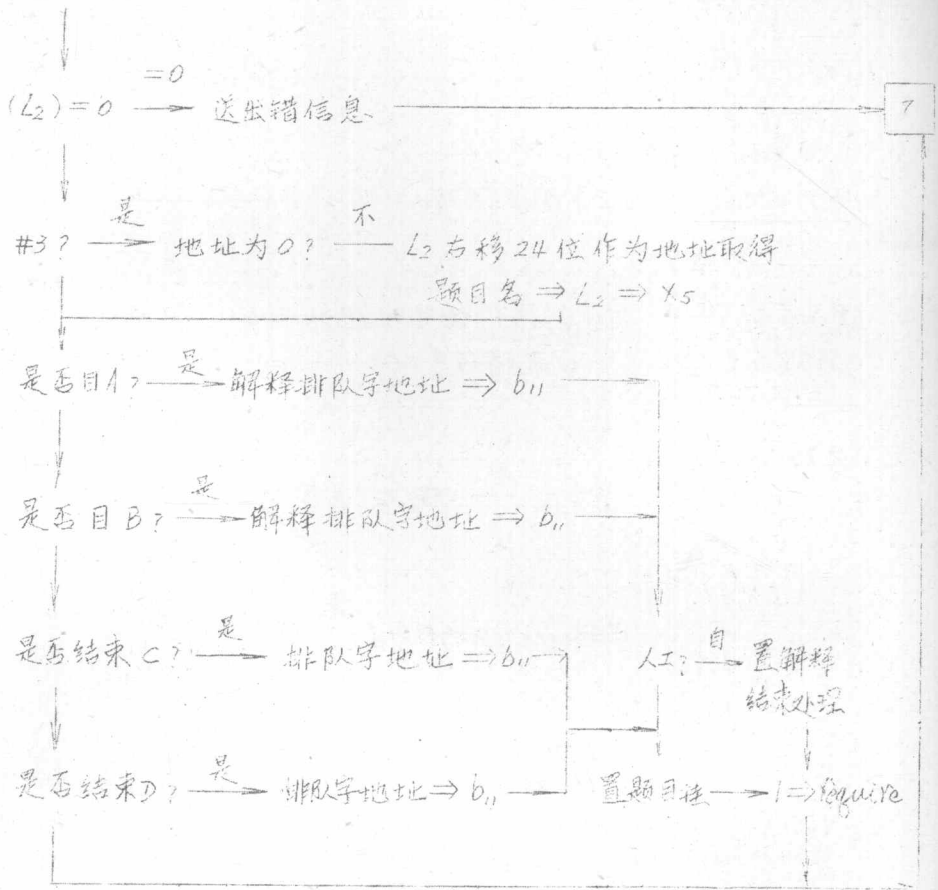 =0
(L₂)=0 → 送出错信息 → 7
是 不
#3? → 地址为0? — L₂右移24位作为地址取得
题目名 ⇒ L₂ ⇒ X5
是
是否目A? → 解释排队字地址 ⇒ b₁₁
是
是否目B? → 解释排队字地址 ⇒ b₁₁
是 自
是否结束C? → 排队字地址 ⇒ b₁₁ 人工? → 置解释
结束处理
是
是否结束D? → 排队字地址 ⇒ b₁₁ → 置题目 → 1 ⇒ require